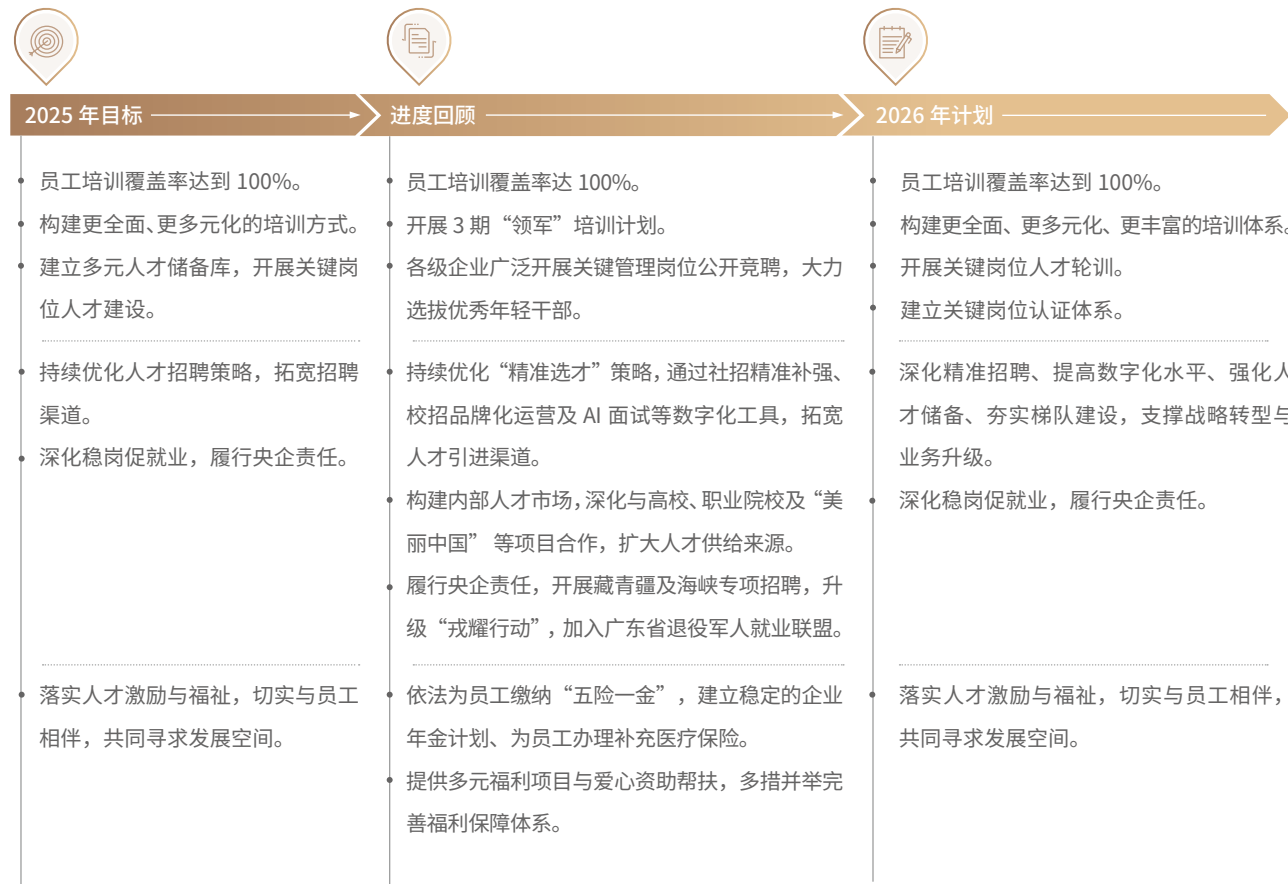 2025 年目标
员工培训覆盖率达到 100%。
构建更全面、更多元化的培训方式。
建立多元人才储备库，开展关键岗
位人才建设。
持续优化人才招聘策略，拓宽招聘
渠道。
深化稳岗促就业，履行央企责任。
落实人才激励与福祉，切实与员工
相伴，共同寻求发展空间。
进度回顾
员工培训覆盖率达 100%。
开展 3 期“领军”培训计划。
各级企业广泛开展关键管理岗位公开竞聘，大力
选拔优秀年轻干部。
持续优化“精准选才”策略，通过社招精准补强、
校招品牌化运营及 AI 面试等数字化工具，拓宽
人才引进渠道。
构建内部人才市场，深化与高校、职业院校及“美
丽中国” 等项目合作，扩大人才供给来源。
履行央企责任，开展藏青疆及海峡专项招聘，升
级“戎耀行动”，加入广东省退役军人就业联盟。
依法为员工缴纳“五险一金”，建立稳定的企业
年金计划、为员工办理补充医疗保险。
提供多元福利项目与爱心资助帮扶，多措并举完
善福利保障体系。
2026 年计划
员工培训覆盖率达到 100%。
构建更全面、更多元化、更丰富的培训体系。
开展关键岗位人才轮训。
建立关键岗位认证体系。
深化精准招聘、提高数字化水平、强化人
才储备、夯实梯队建设，支撑战略转型与
业务升级。
深化稳岗促就业，履行央企责任。
落实人才激励与福祉，切实与员工相伴，
共同寻求发展空间。